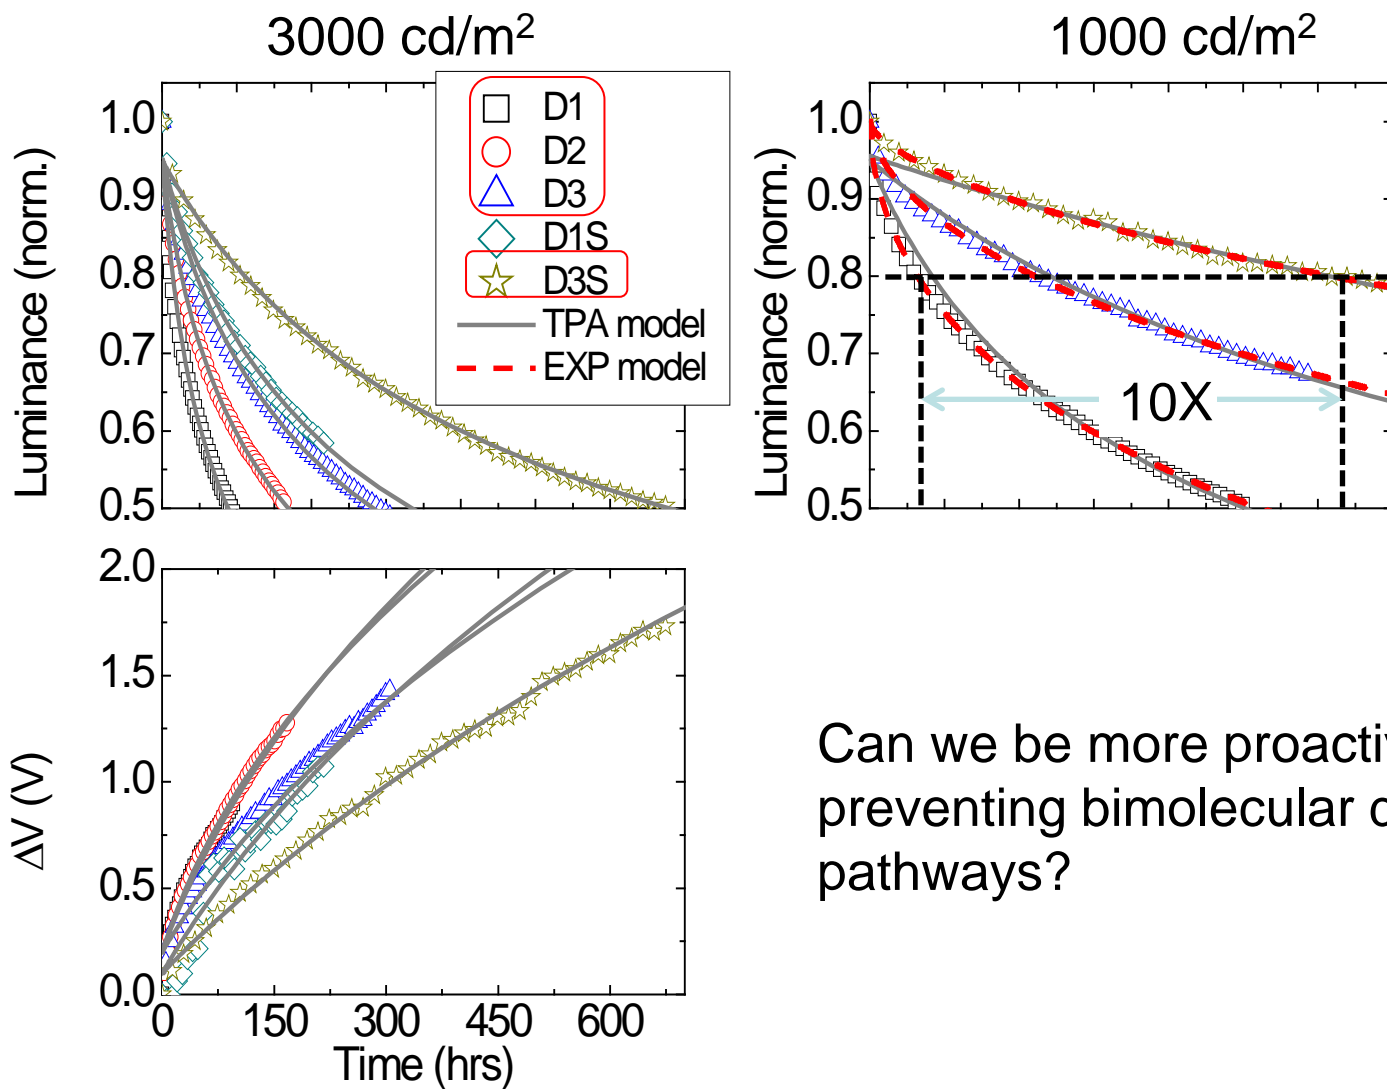 3000 cd/m²
1000 cd/m²
D1
D2
D3
D1S
D3S
TPA model
EXP model
Luminance (norm.)
1.0
0.9
0.8
0.7
0.6
0.5
Luminance (norm.)
1.0
0.9
0.8
0.7
0.6
0.5
10X
ΔV (V)
2.0
1.5
1.0
0.5
0.0
0 150 300 450 600
Time (hrs)
Can we be more
preventing bimolecular
pathways?